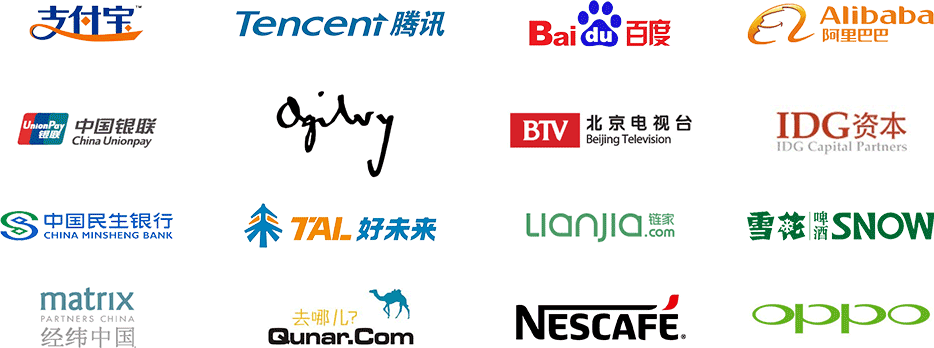 支付宝™
Tencent 腾讯
Bai du 百度
Alibaba
阿里巴巴
UnionPay
银联
中国银联
China Unionpay
Ogilvy
BTV
北京电视台
Beijing Television
IDG资本
IDG Capital Partners
中国民生银行
CHINA MINSHENG BANK
TAL 好未来
Lianjia 链家
.com
雪花 啤酒 SNOW
matrix
PARTNERS CHINA
经纬中国
去哪儿?
Qunar.Com
NESCAFÉ®
oppo